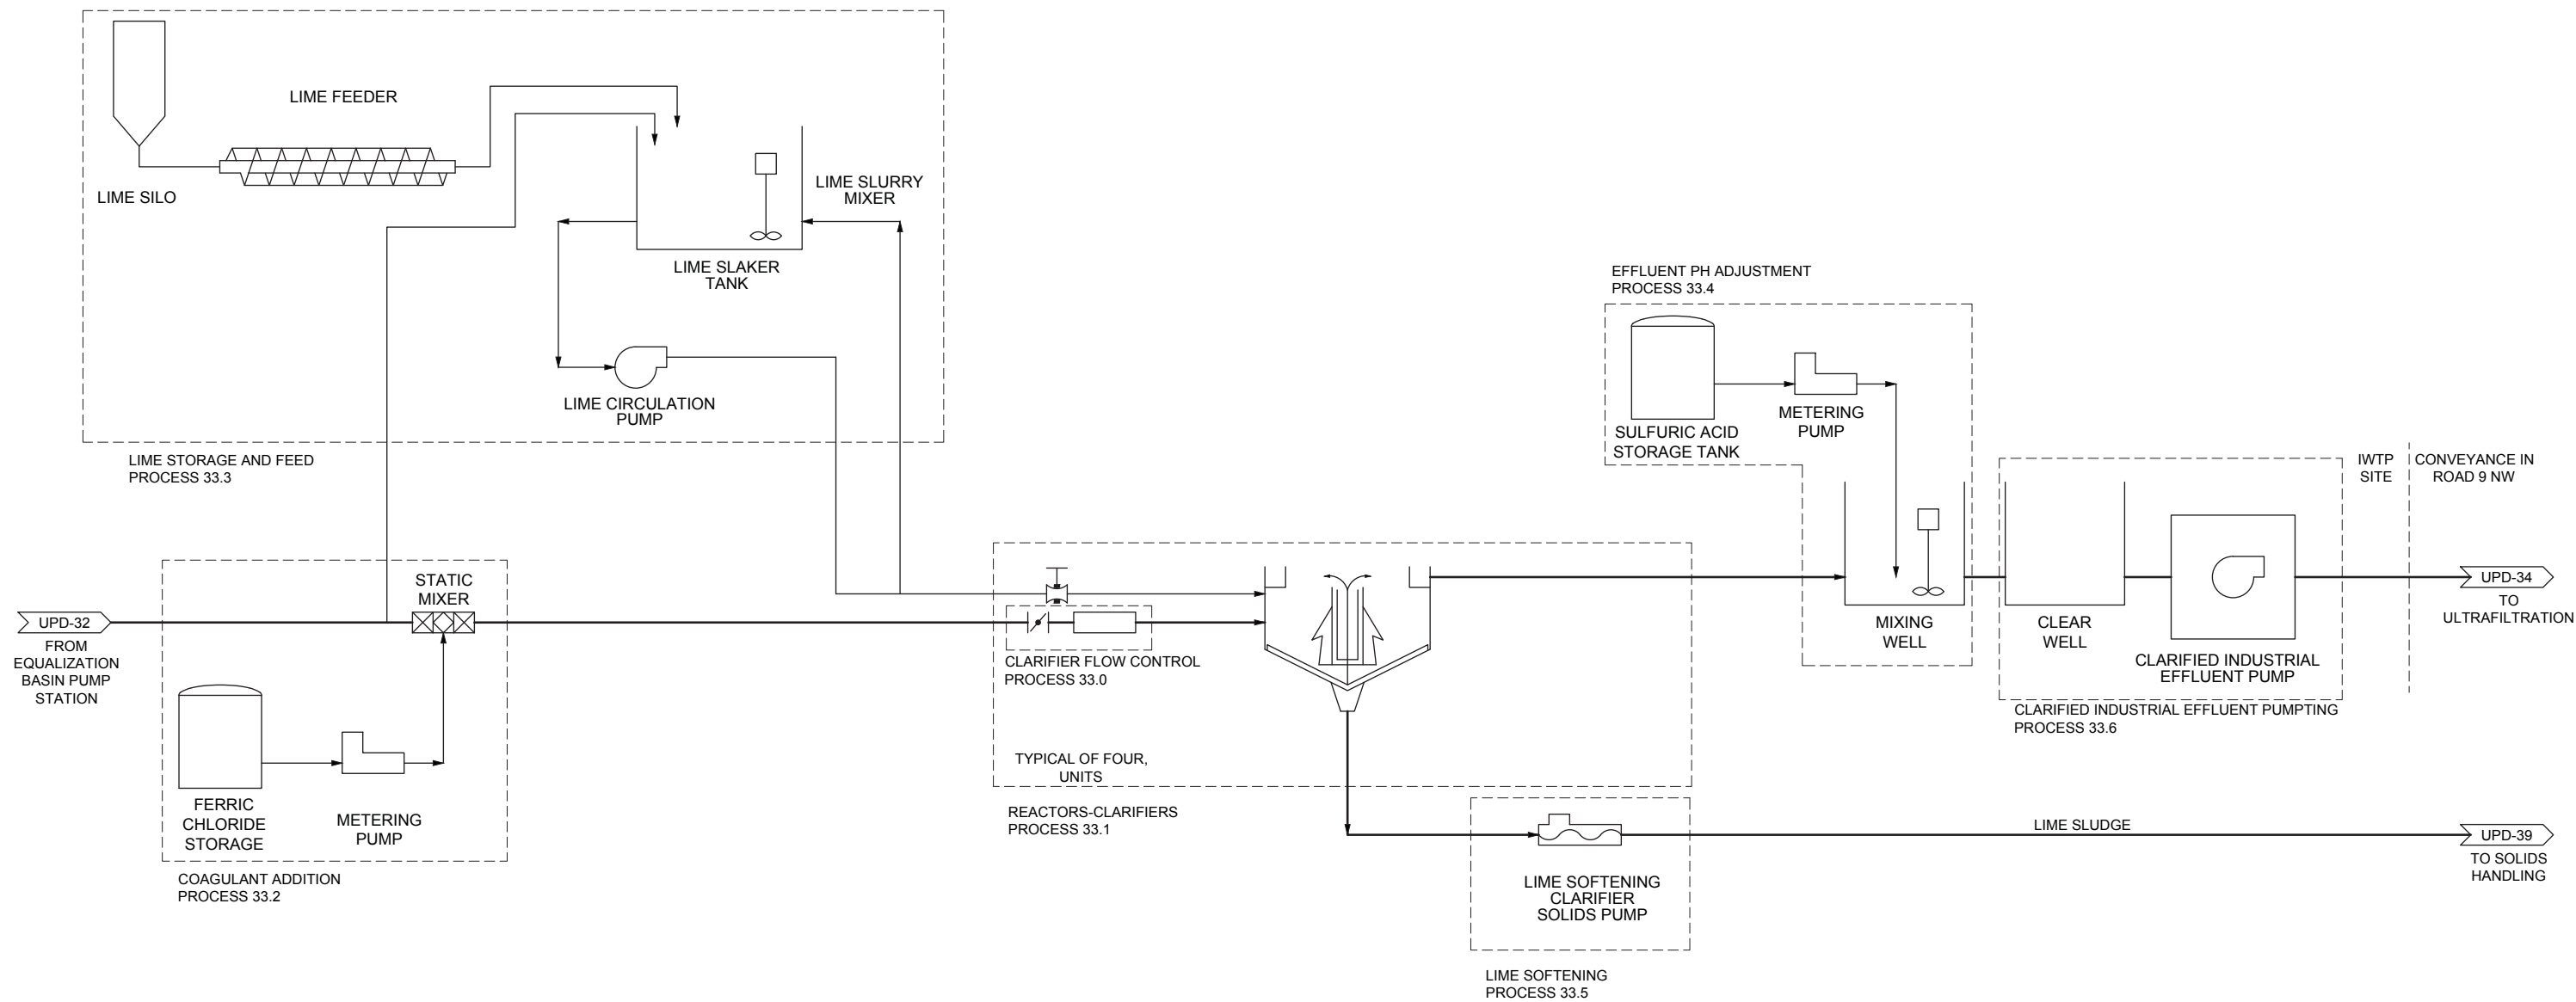 LIME FEEDER
LIME SILO
LIME SLURRY
MIXER
LIME SLAKER
TANK
LIME CIRCULATION
PUMP
LIME STORAGE AND FEED
PROCESS 33.3
EFFLUENT PH ADJUSTMENT
PROCESS 33.4
SULFURIC ACID
STORAGE TANK
METERING
PUMP
IWTP
SITE
CONVEYANCE IN
ROAD 9 NW
UPD-32
FROM
EQUALIZATION
BASIN PUMP
STATION
STATIC
MIXER
FERRIC
CHLORIDE
STORAGE
METERING
PUMP
COAGULANT ADDITION
PROCESS 33.2
CLARIFIER FLOW CONTROL
PROCESS 33.0
TYPICAL OF FOUR,
UNITS
REACTORS-CLARIFIERS
PROCESS 33.1
MIXING
WELL
CLEAR
WELL
CLARIFIED INDUSTRIAL
EFFLUENT PUMP
CLARIFIED INDUSTRIAL EFFLUENT PUMPTING
PROCESS 33.6
UPD-34
TO
ULTRAFILTRATION
LIME SLUDGE
UPD-39
TO SOLIDS
HANDLING
LIME SOFTENING
CLARIFIER
SOLIDS PUMP
LIME SOFTENING
PROCESS 33.5